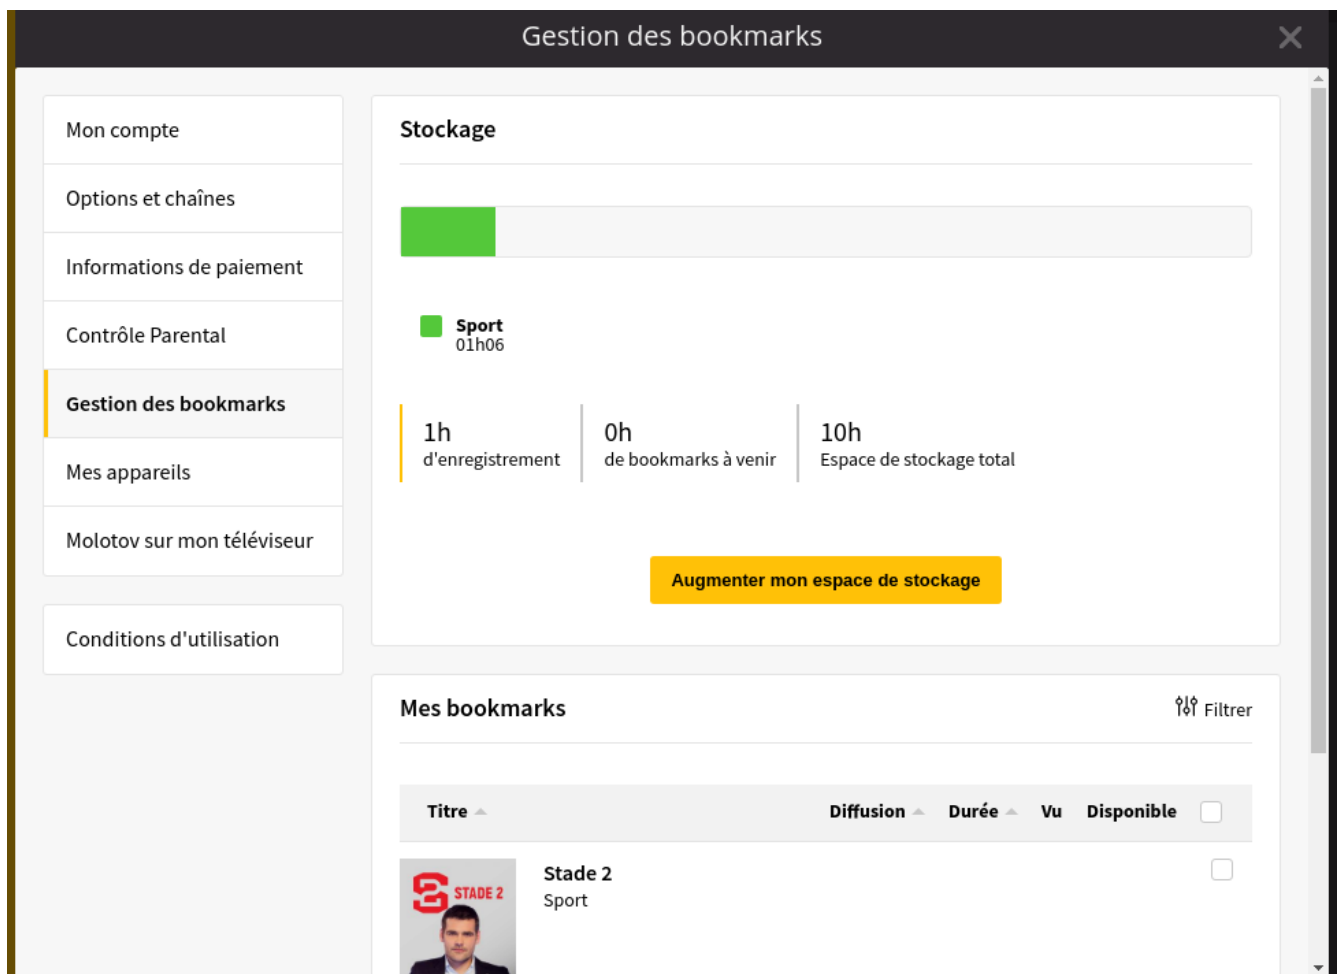 Gestion des bookmarks
Mon compte
Options et chaînes
Informations de paiement
Contrôle Parental
Gestion des bookmarks
Mes appareils
Molotov sur mon téléviseur
Conditions d'utilisation
Stockage
Sport
01h06
1h
d'enregistrement
0h
de bookmarks à venir
10h
Espace de stockage total
Augmenter mon espace de stockage
Mes bookmarks
Filtrer
Titre Diffusion Durée Vu Disponible
STADE 2
Stade 2
Sport